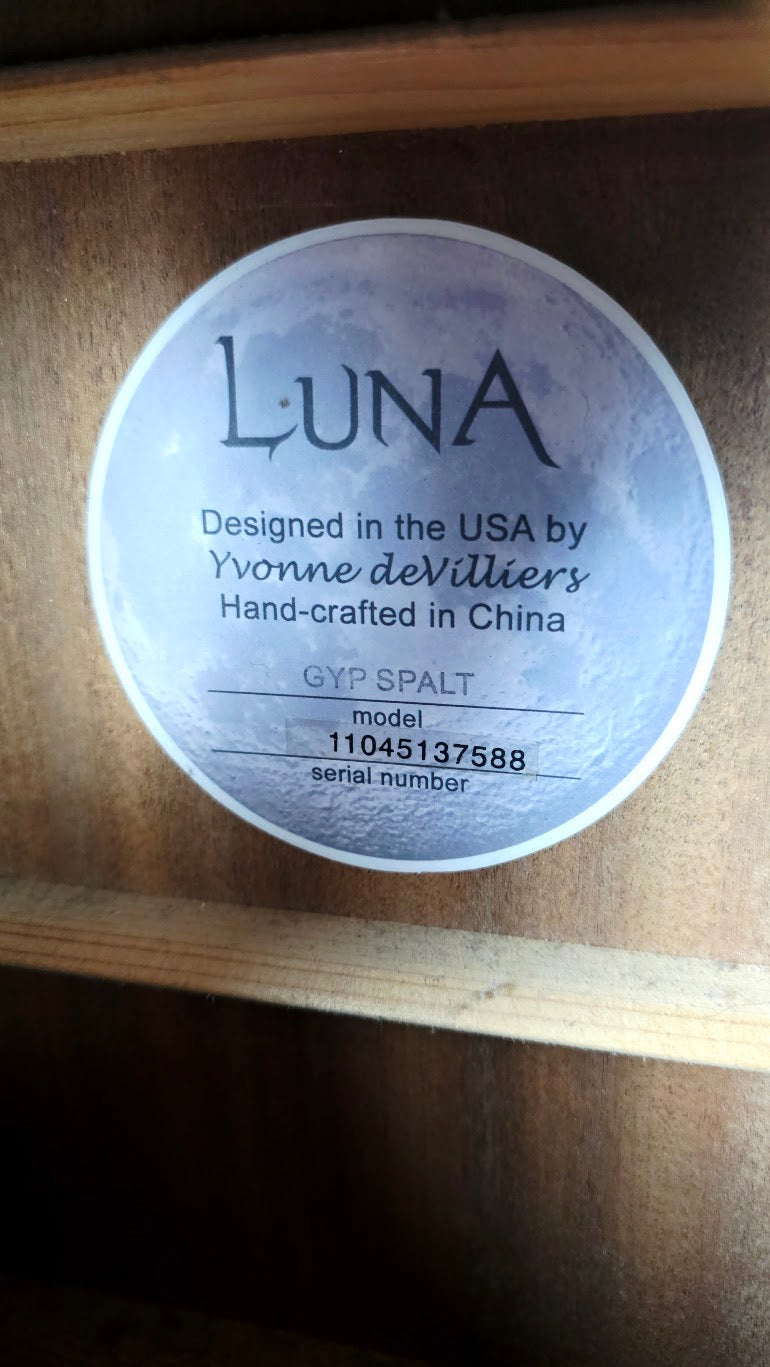 LUNA
Designed in the USA by
Yvonne deVilliers
Hand-crafted in China
GYP SPALT
model
11045137588
serial number